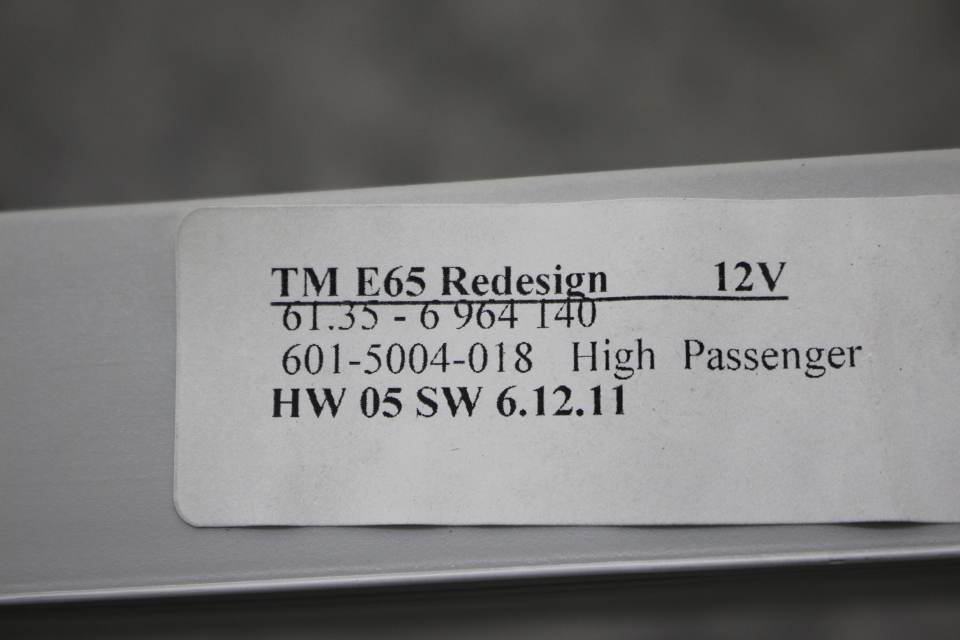 TM E65 Redesign 12V
61.35 - 6 964 140
601-5004-018 High Passenger
HW 05 SW 6.12.11